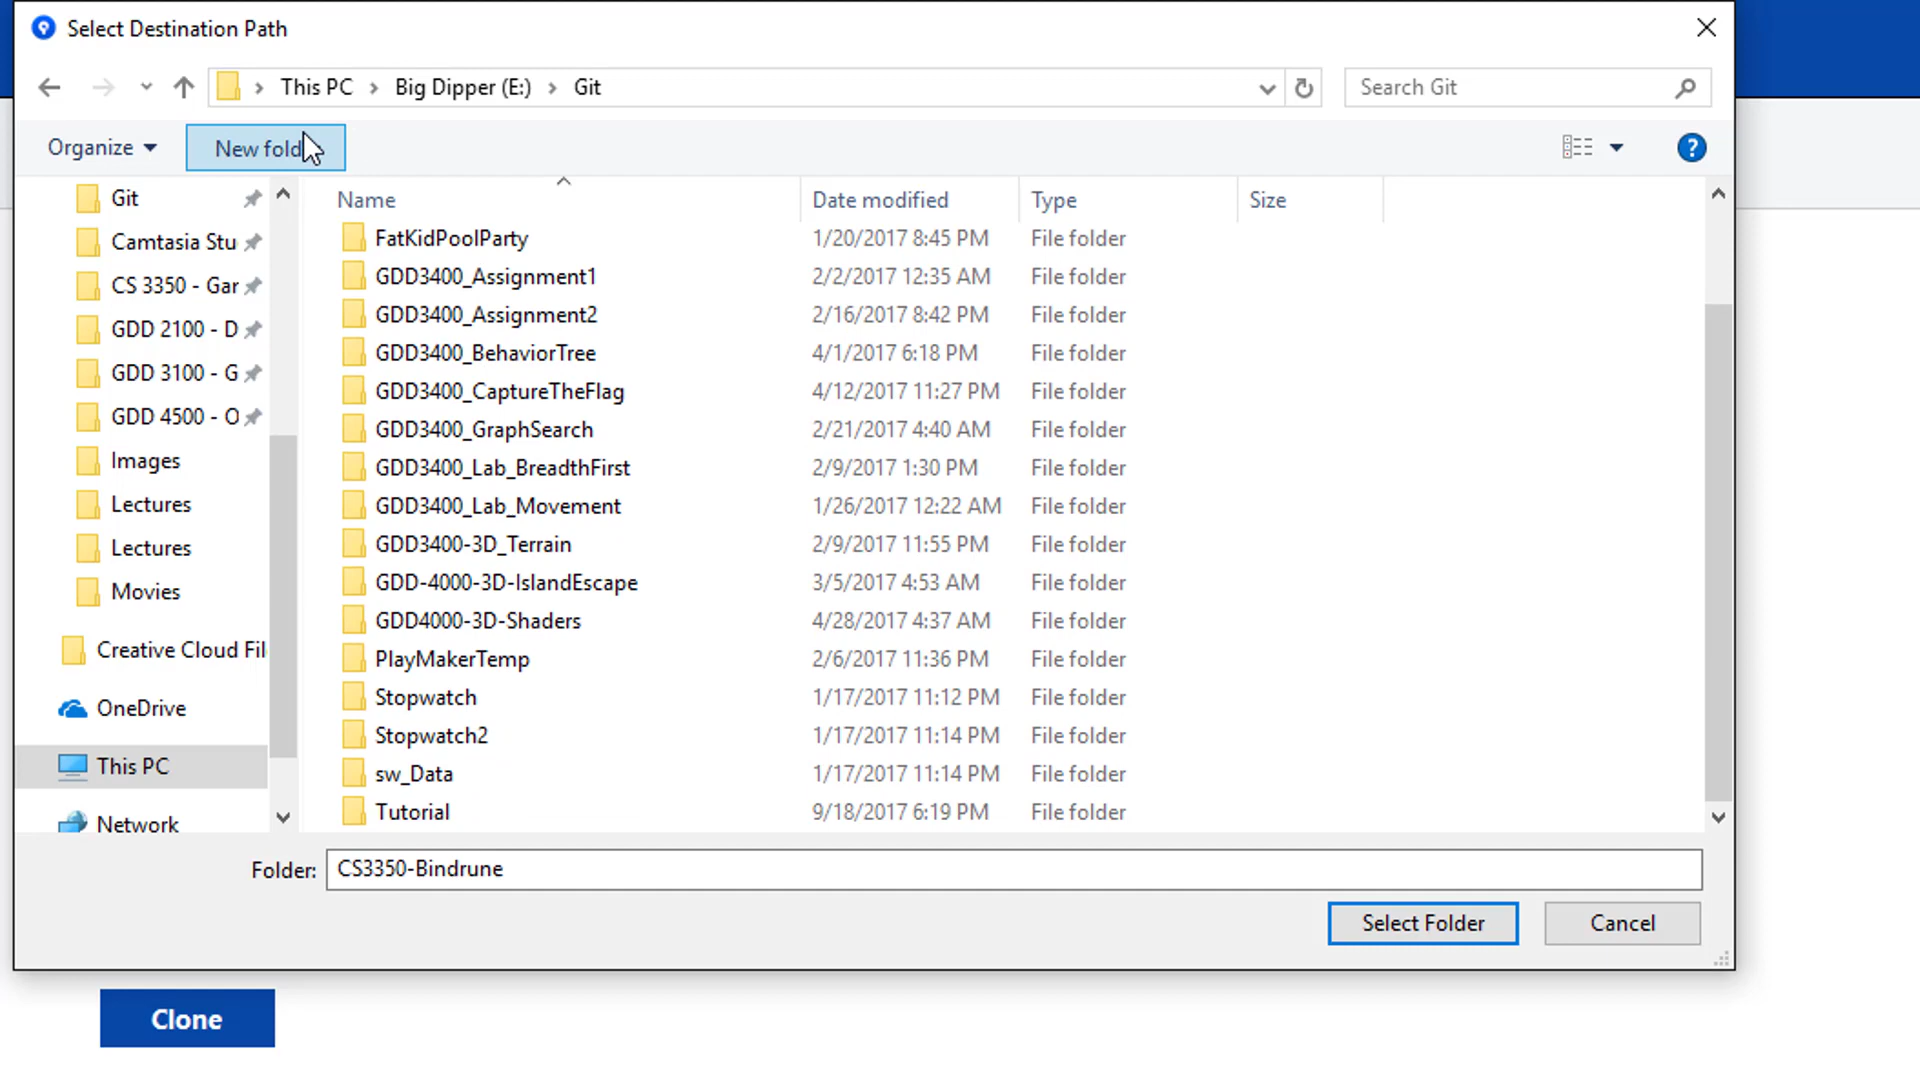 Select Destination Path
This PC Big Dipper (E:) Git
Search Git
Organize New fold
Git
Camtasia Stu
CS 3350 - Gar
GDD 2100 - D
GDD 3100 - G
GDD 4500 - O
Images
Lectures
Lectures
Movies
Creative Cloud Fil
OneDrive
This PC
Network
Name Date modified Type Size
FatKidPoolParty 1/20/2017 8:45 PM File folder
GDD3400_Assignment1 2/2/2017 12:35 AM File folder
GDD3400_Assignment2 2/16/2017 8:42 PM File folder
GDD3400_BehaviorTree 4/1/2017 6:18 PM File folder
GDD3400_CaptureTheFlag 4/12/2017 11:27 PM File folder
GDD3400_GraphSearch 2/21/2017 4:40 AM File folder
GDD3400_Lab_BreadthFirst 2/9/2017 1:30 PM File folder
GDD3400_Lab_Movement 1/26/2017 12:22 AM File folder
GDD3400-3D_Terrain 2/9/2017 11:55 PM File folder
GDD-4000-3D-IslandEscape 3/5/2017 4:53 AM File folder
GDD4000-3D-Shaders 4/28/2017 4:37 AM File folder
PlayMakerTemp 2/6/2017 11:36 PM File folder
Stopwatch 1/17/2017 11:12 PM File folder
Stopwatch2 1/17/2017 11:14 PM File folder
sw_Data 1/17/2017 11:14 PM File folder
Tutorial 9/18/2017 6:19 PM File folder
Folder: CS3350-Bindrune
Select Folder Cancel
Clone